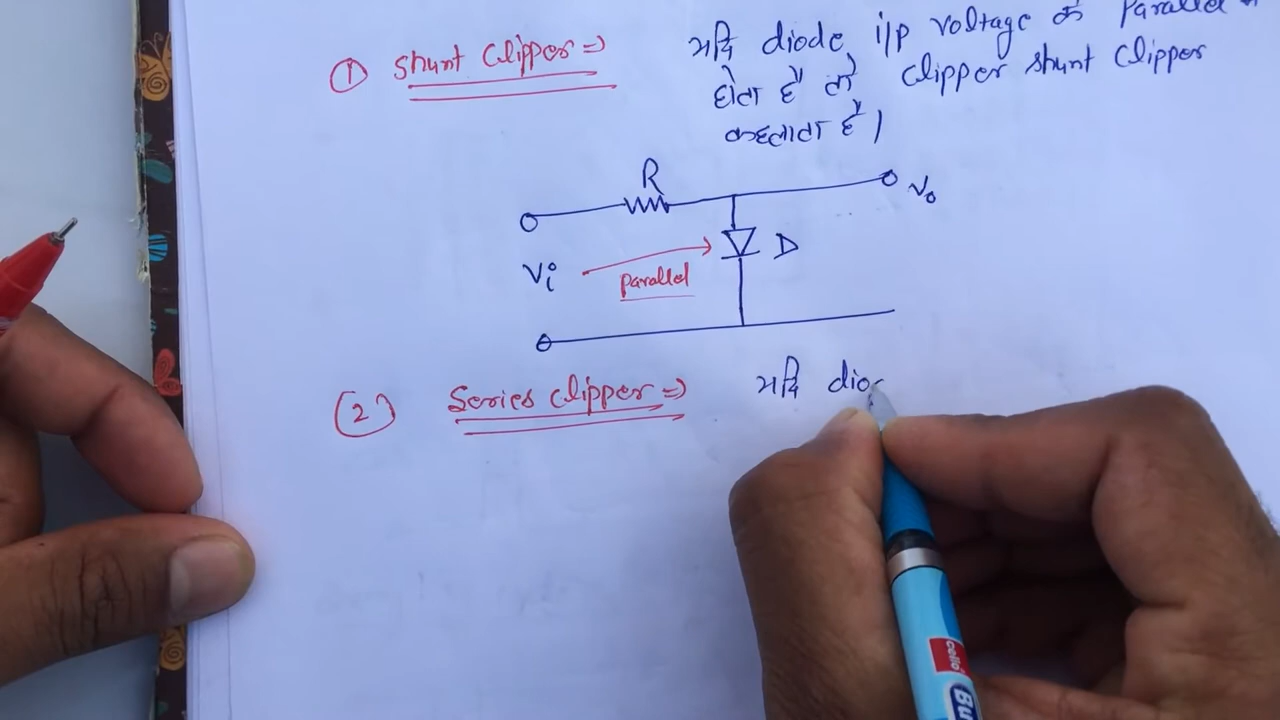 ① Shunt Clipper ⇒
यदि diode i/p voltage के Parallel में
होता है तो clipper shunt clipper
कहलाता है।
R
Vo
Vi
D
Parallel
(2) Series Clipper ⇒ यदि dio
cello